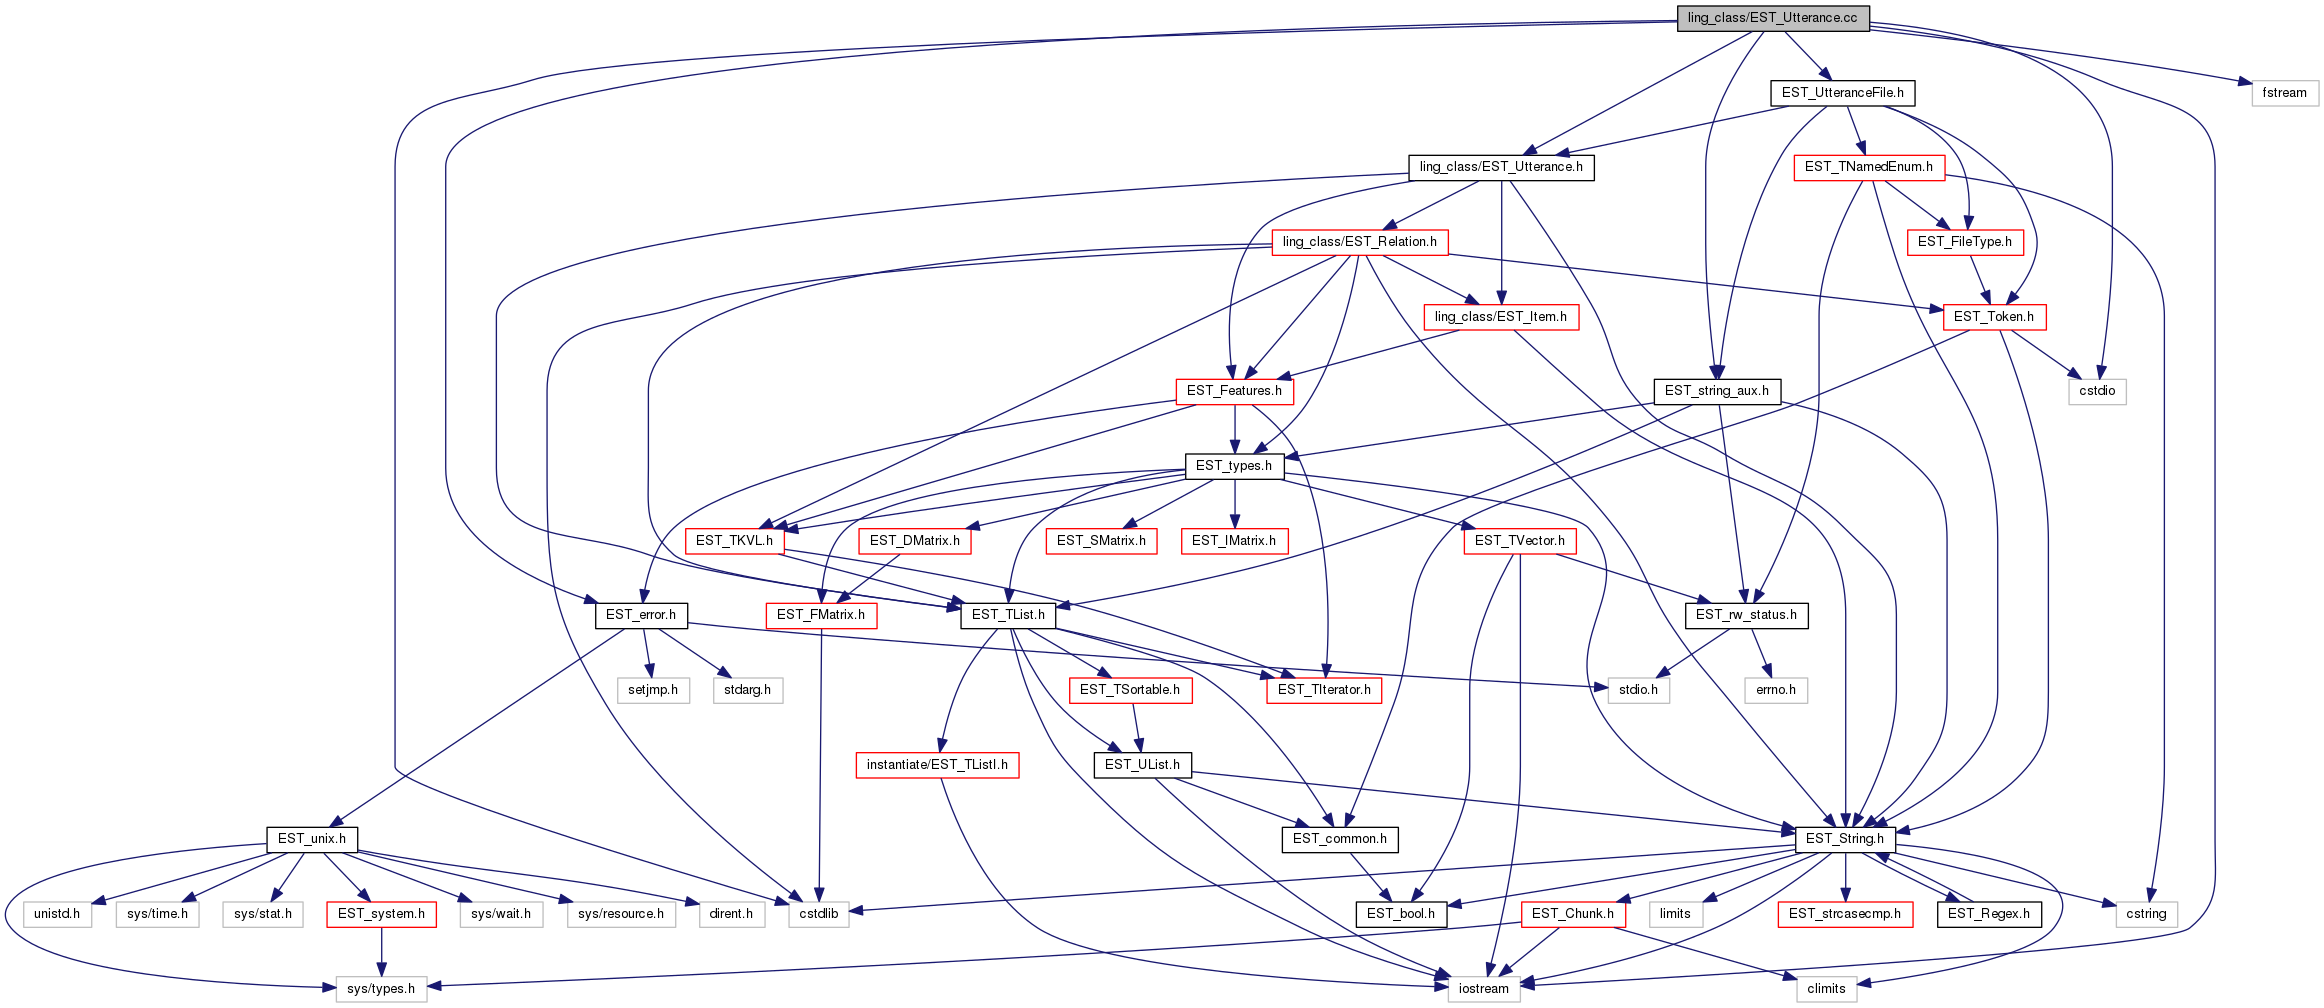 ling_class/EST_Utterance.cc
EST_UtteranceFile.h
fstream
ling_class/EST_Utterance.h
EST_TNamedEnum.h
ling_class/EST_Relation.h
EST_FileType.h
ling_class/EST_Item.h
EST_Token.h
EST_Features.h
EST_string_aux.h
cstdio
EST_types.h
EST_TKVL.h
EST_DMatrix.h
EST_SMatrix.h
EST_IMatrix.h
EST_TVector.h
EST_error.h
EST_FMatrix.h
EST_TList.h
EST_rw_status.h
setjmp.h
stdarg.h
EST_TSortable.h
EST_TIterator.h
stdio.h
errno.h
instantiate/EST_TListI.h
EST_UList.h
EST_unix.h
EST_common.h
EST_String.h
unistd.h
sys/time.h
sys/stat.h
EST_system.h
sys/wait.h
sys/resource.h
dirent.h
cstdlib
EST_bool.h
EST_Chunk.h
limits
EST_strcasecmp.h
EST_Regex.h
cstring
sys/types.h
iostream
climits